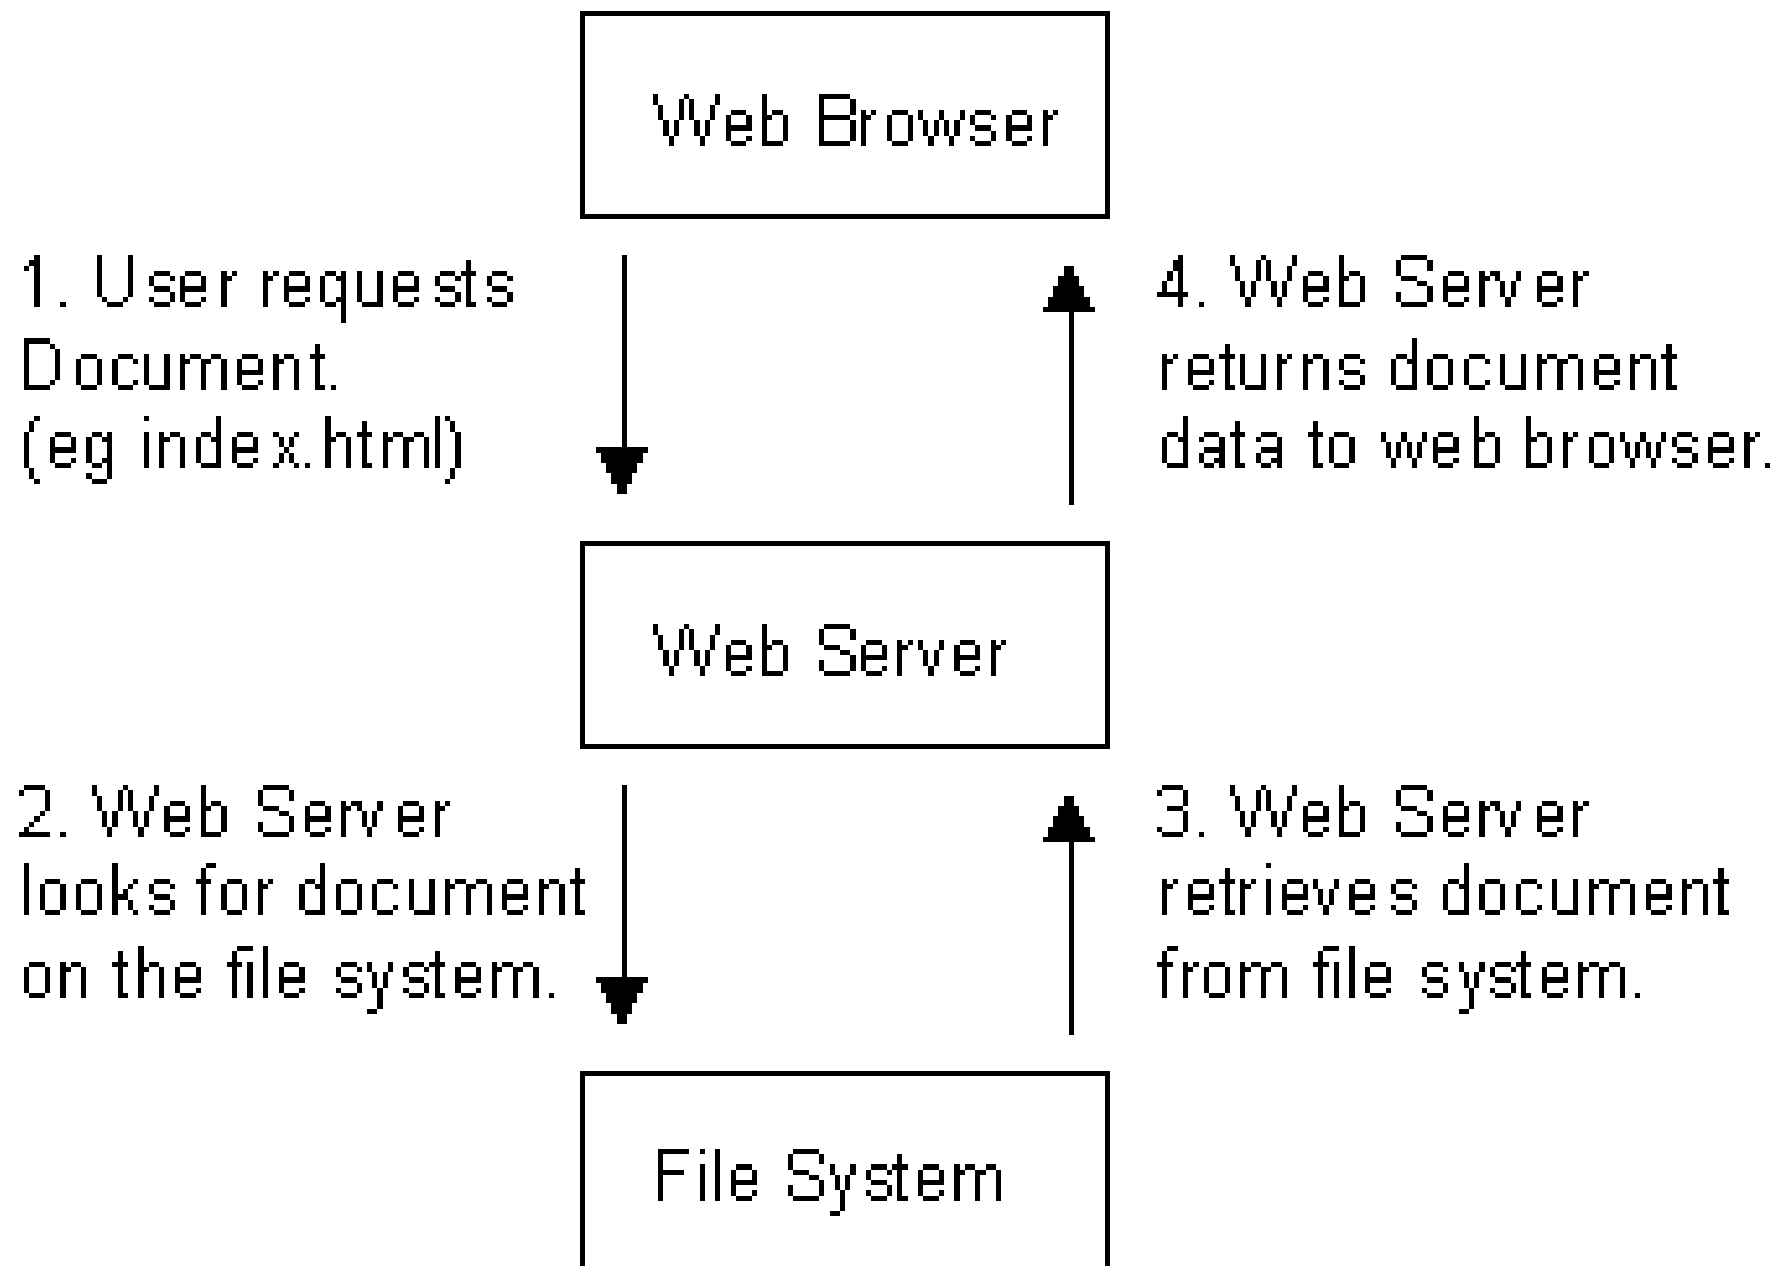 Web Browser
1. User requests
Document.
(eg index.html)
4. Web Server
returns document
data to web browser.
Web Server
2. Web Server
looks for document
on the file system.
3. Web Server
retrieves document
from file system.
File System